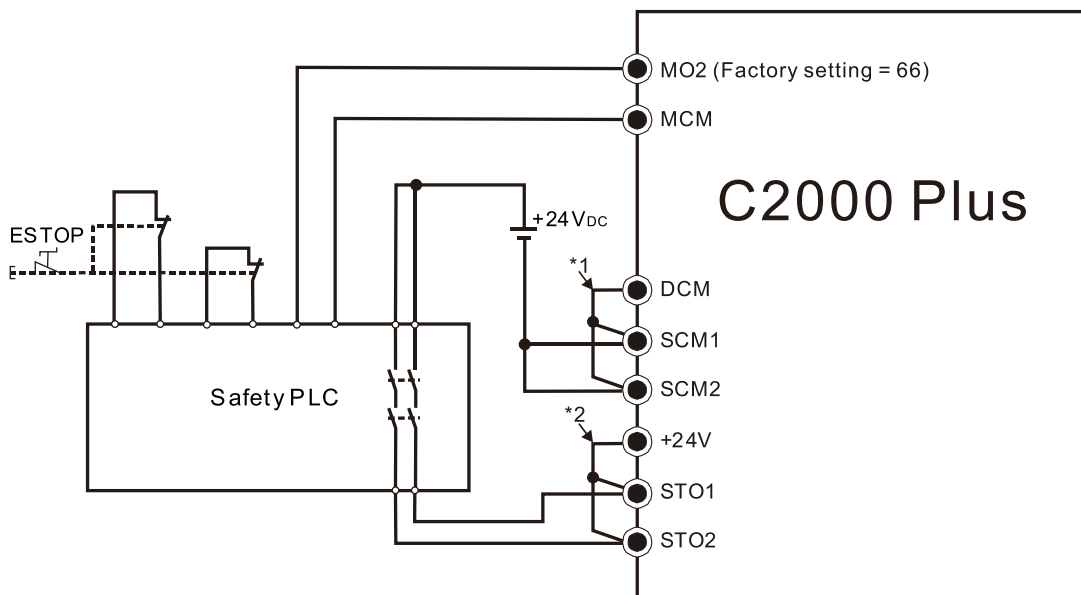 MO2 (Factory setting = 66)
MCM
C2000 Plus
ESTOP
+24VDC
*1
DCM
SCM1
SCM2
Safety PLC
*2
+24V
STO1
STO2